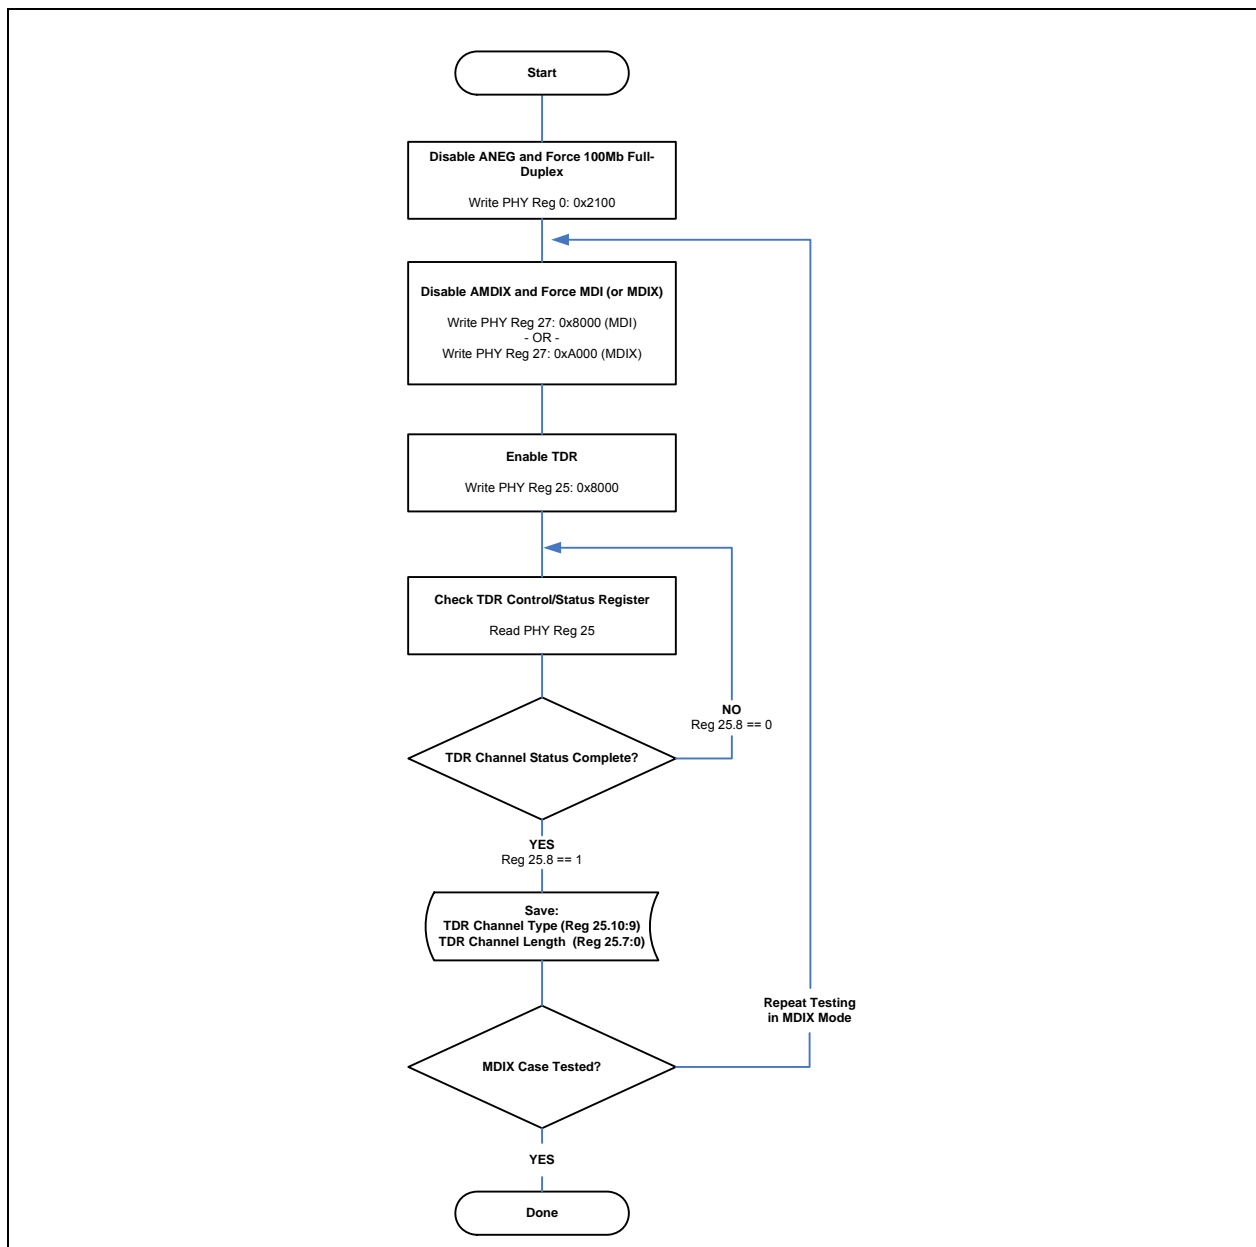 Start
Disable ANEG and Force 100Mb Full-
Duplex
Write PHY Reg 0: 0x2100
Disable AMDIX and Force MDI (or MDIX)
Write PHY Reg 27: 0x8000 (MDI)
- OR -
Write PHY Reg 27: 0xA000 (MDIX)
Enable TDR
Write PHY Reg 25: 0x8000
Check TDR Control/Status Register
Read PHY Reg 25
NO
Reg 25.8 == 0
TDR Channel Status Complete?
YES
Reg 25.8 == 1
Save:
TDR Channel Type (Reg 25.10:9)
TDR Channel Length  (Reg 25.7:0)
Repeat Testing
in MDIX Mode
MDIX Case Tested?
YES
Done